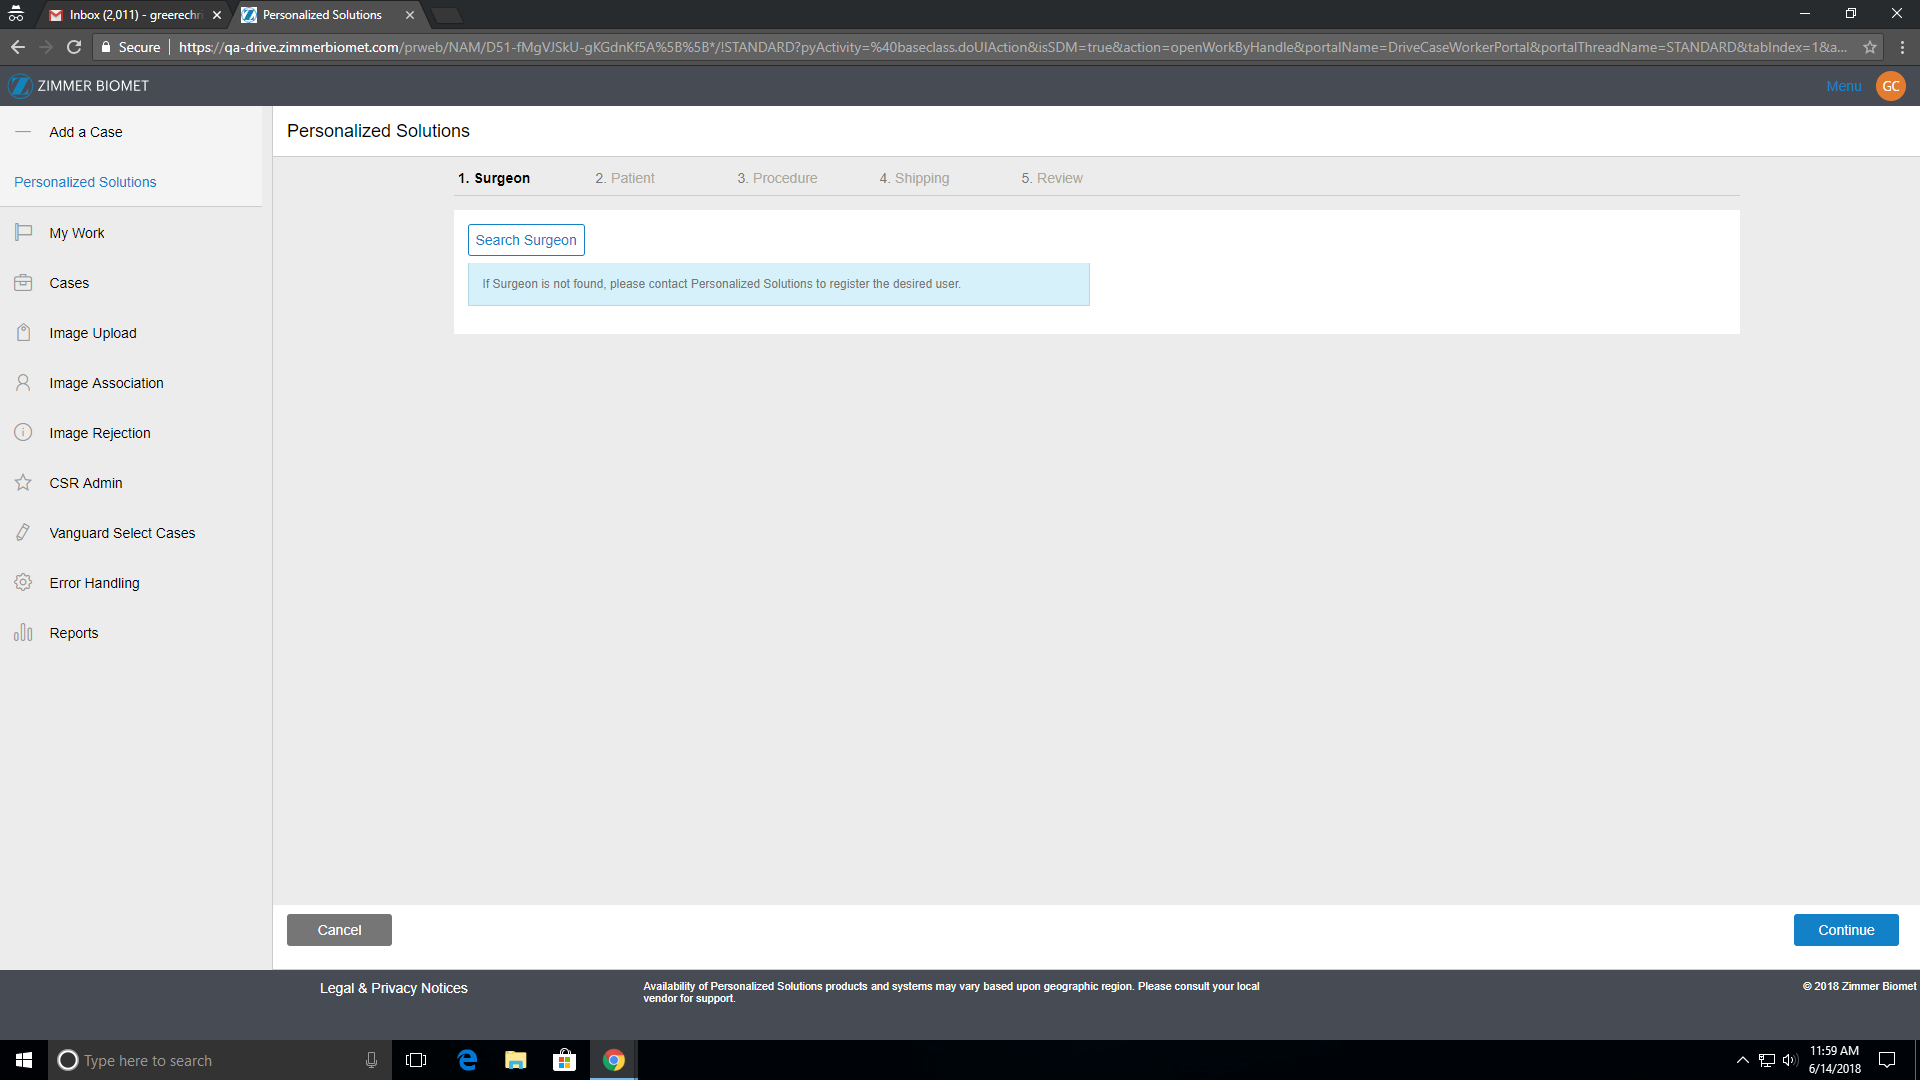 Inbox (2,011) - greerechr
Personalized Solutions
Secure
https://qa-drive.zimmerbiomet.com/prweb/NAM/D51-fMgVJSkU-gKGdnKf5A%5B%5B*/!STANDARD?pyActivity=%40baseclass.doUIAction&isSDM=true&action=openWorkByHandle&portalName=DriveCaseWorkerPortal&portalThreadName=STANDARD&tabIndex=1&a...
ZIMMER BIOMET
Menu
GC
Add a Case
Personalized Solutions
My Work
Cases
Image Upload
Image Association
Image Rejection
CSR Admin
Vanguard Select Cases
Error Handling
Reports
Personalized Solutions
1. Surgeon
2. Patient
3. Procedure
4. Shipping
5. Review
Search Surgeon
If Surgeon is not found, please contact Personalized Solutions to register the desired user.
Cancel
Continue
Legal & Privacy Notices
Availability of Personalized Solutions products and systems may vary based upon geographic region. Please consult your local
vendor for support.
© 2018 Zimmer Biomet
Type here to search
11:59 AM
6/14/2018